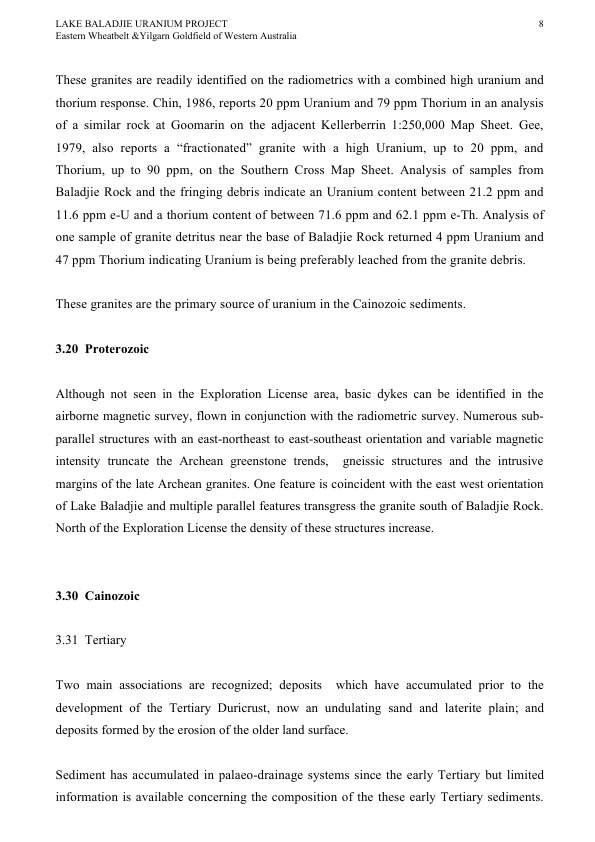 LAKE BALADJIE URANIUM PROJECT 8
Eastern Wheatbelt &Yilgarn Goldfield of Western Australia
These granites are readily identified on the radiometrics with a combined high uranium and
thorium response. Chin, 1986, reports 20 ppm Uranium and 79 ppm Thorium in an analysis
of a similar rock at Goomarin on the adjacent Kellerberrin 1:250,000 Map Sheet. Gee,
1979, also reports a “fractionated” granite with a high Uranium, up to 20 ppm, and
Thorium, up to 90 ppm, on the Southern Cross Map Sheet. Analysis of samples from
Baladjie Rock and the fringing debris indicate an Uranium content between 21.2 ppm and
11.6 ppm e-U and a thorium content of between 71.6 ppm and 62.1 ppm e-Th. Analysis of
one sample of granite detritus near the base of Baladjie Rock returned 4 ppm Uranium and
47 ppm Thorium indicating Uranium is being preferably leached from the granite debris.
These granites are the primary source of uranium in the Cainozoic sediments.
3.20 Proterozoic
Although not seen in the Exploration License area, basic dykes can be identified in the
airborne magnetic survey, flown in conjunction with the radiometric survey. Numerous sub-
parallel structures with an east-northeast to east-southeast orientation and variable magnetic
intensity truncate the Archean greenstone trends, gneissic structures and the intrusive
margins of the late Archean granites. One feature is coincident with the east west orientation
of Lake Baladjie and multiple parallel features transgress the granite south of Baladjie Rock.
North of the Exploration License the density of these structures increase.
3.30 Cainozoic
3.31 Tertiary
Two main associations are recognized; deposits which have accumulated prior to the
development of the Tertiary Duricrust, now an undulating sand and laterite plain; and
deposits formed by the erosion of the older land surface.
Sediment has accumulated in palaeo-drainage systems since the early Tertiary but limited
information is available concerning the composition of the these early Tertiary sediments.